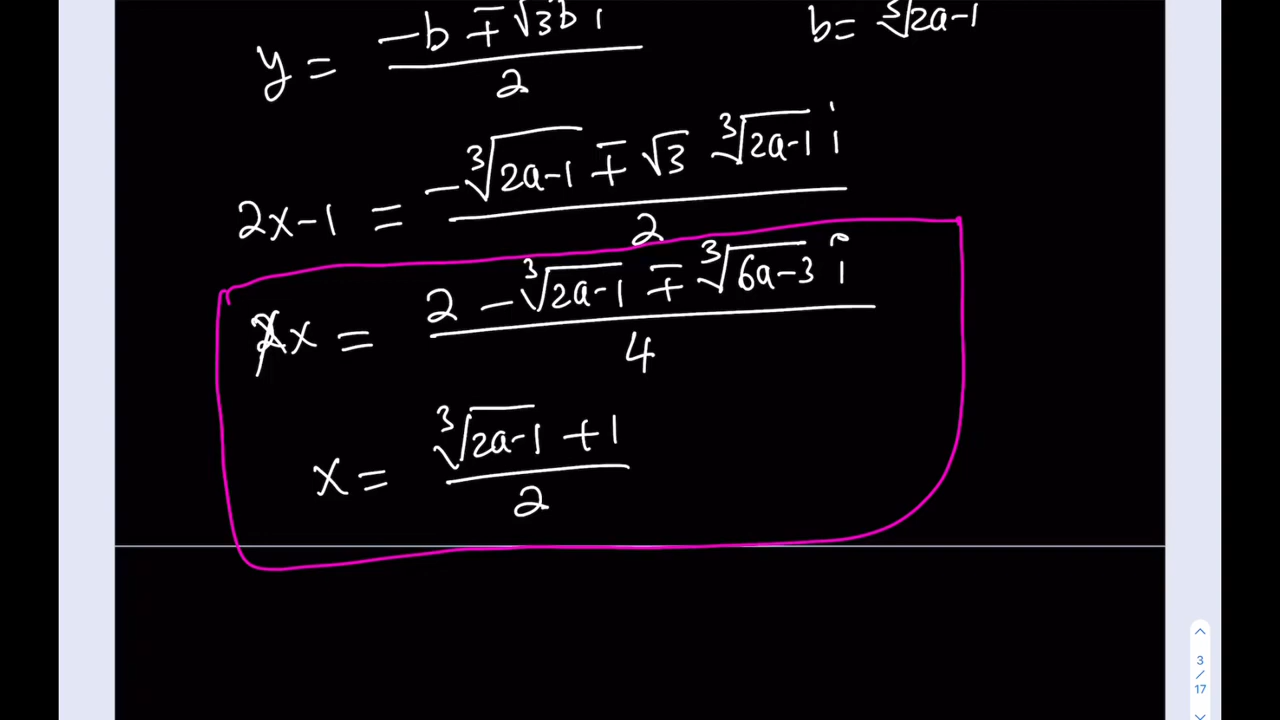 y = (-b ∓ √3 b i)/2    b = ∛2a-1
2x-1 = (-∛(2a-1) ∓ √3 ∛(2a-1) i)/2
2x = (2 - ∛(2a-1) ∓ ∛(6a-3) i)/4
x = (∛(2a-1) + 1)/2
3
/
17